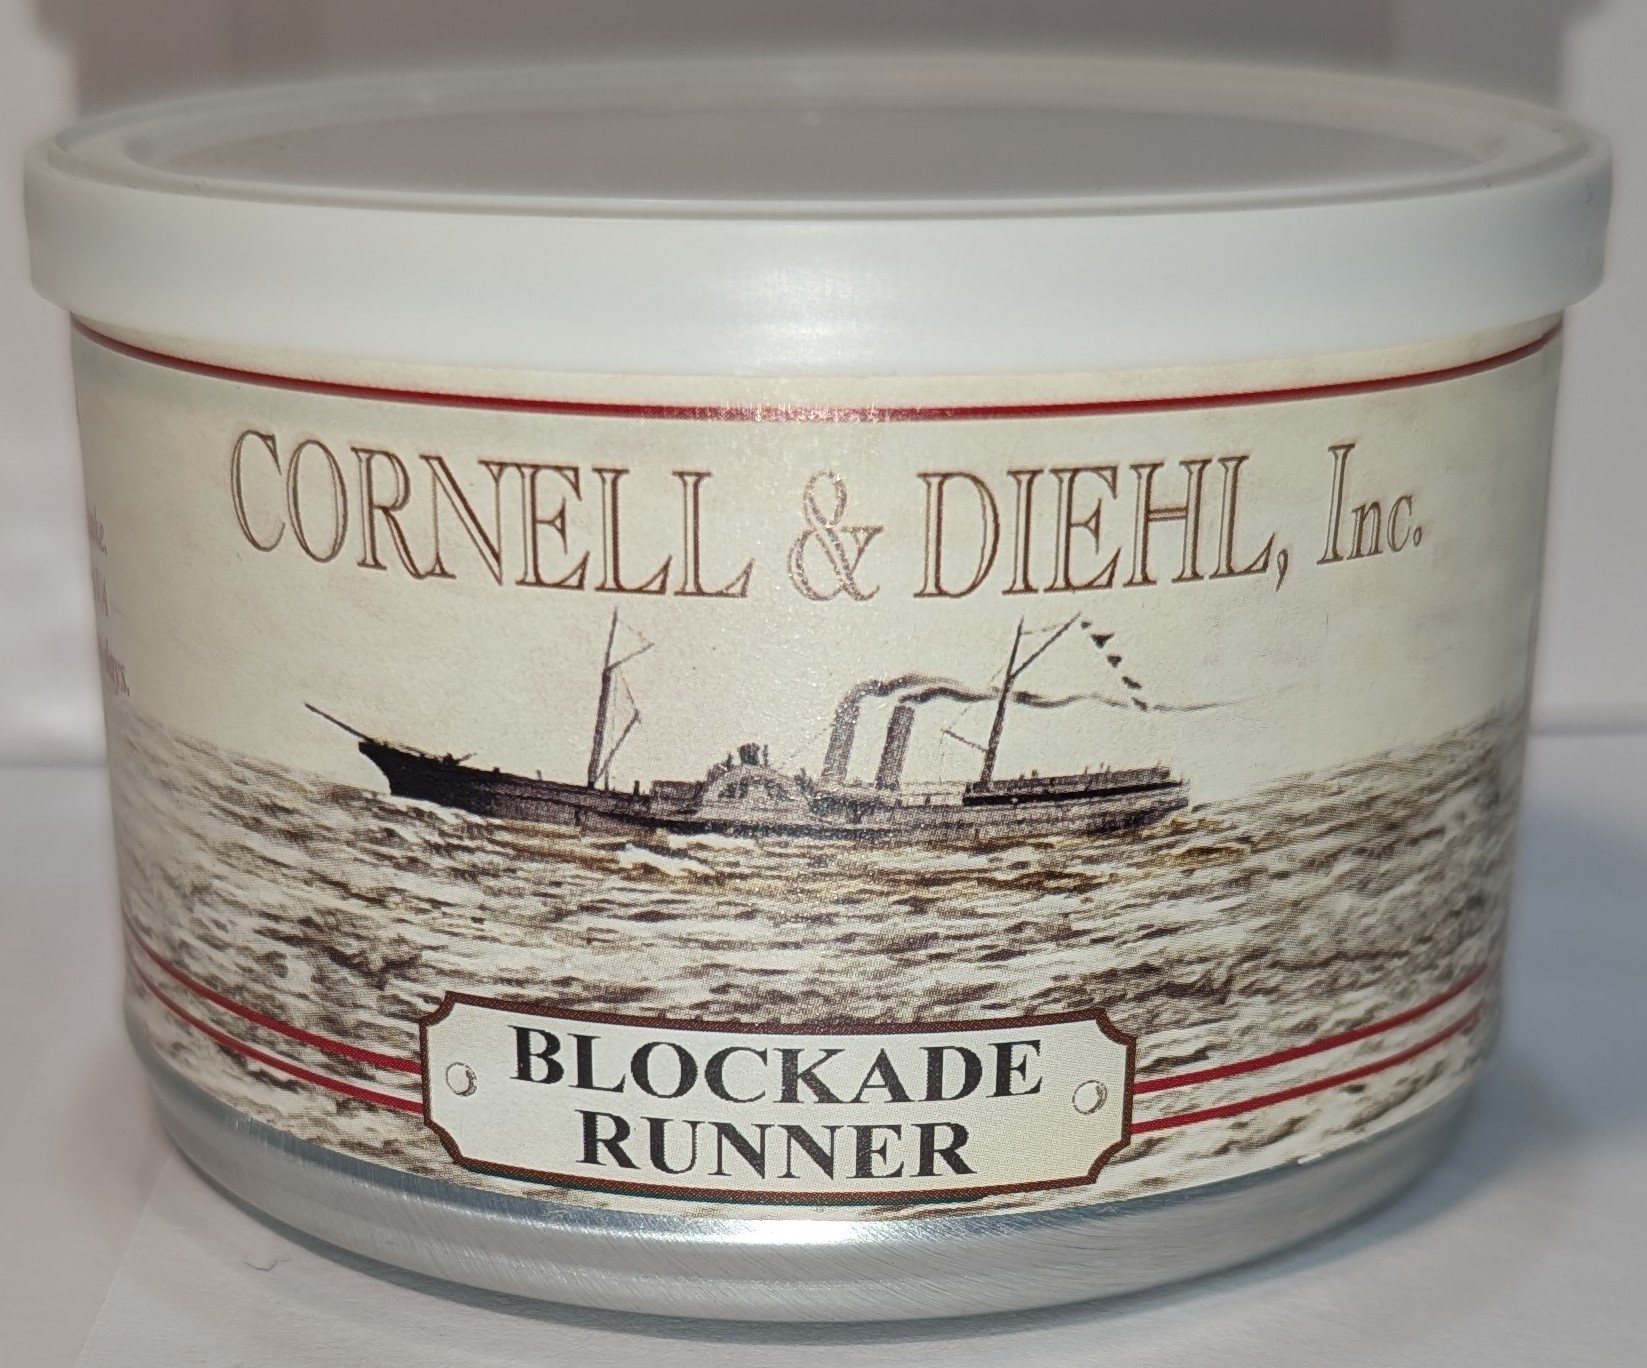 CORNELL & DIEHL, Inc.
BLOCKADE
RUNNER